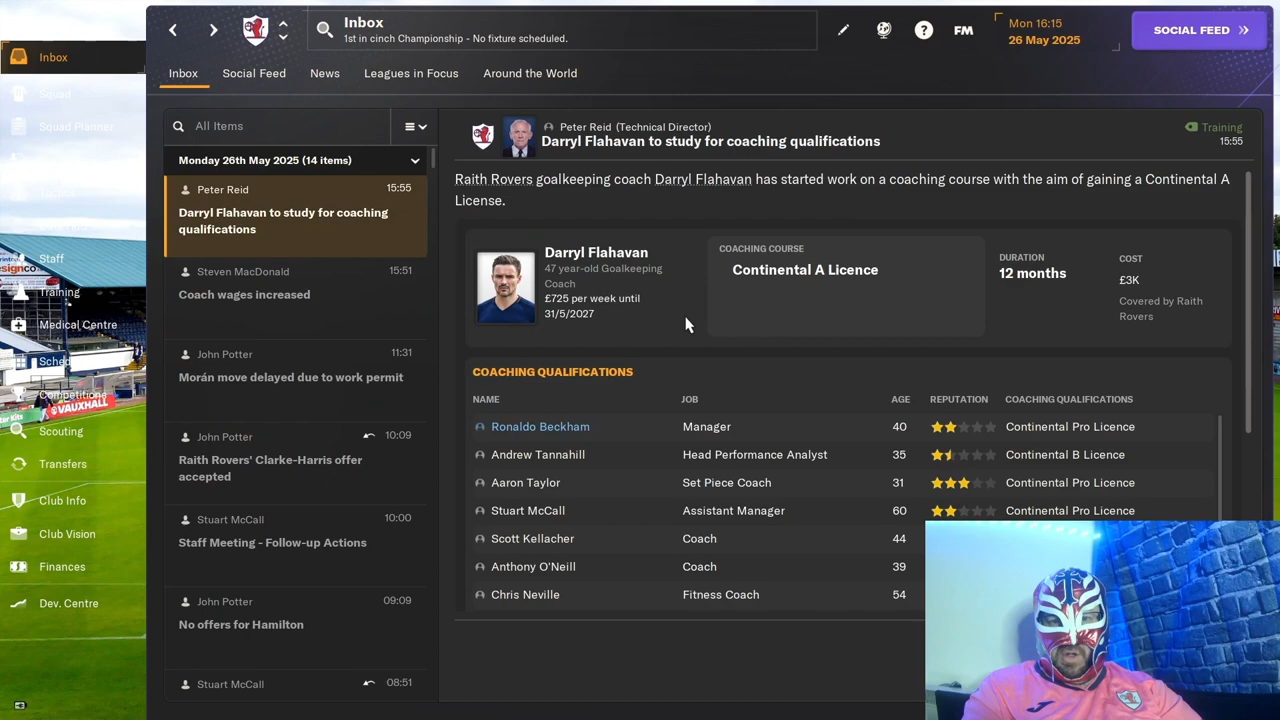 Inbox
1st in cinch Championship - No fixture scheduled.
FM
Mon 16:15
26 May 2025
SOCIAL FEED
Inbox
Social Feed
News
Leagues in Focus
Around the World
Inbox
Squad
Squad Planner
Staff
Training
Medical Centre
Sched
Competitions
Scouting
Transfers
Club Info
Club Vision
Finances
Dev. Centre
VAUXHALL
All Items
Monday 26th May 2025 (14 items)
Peter Reid 15:55
Darryl Flahavan to study for coaching
qualifications
Steven MacDonald 15:51
Coach wages increased
John Potter 11:31
Morán move delayed due to work permit
John Potter 10:09
Raith Rovers' Clarke-Harris offer
accepted
Stuart McCall 10:00
Staff Meeting - Follow-up Actions
John Potter 09:09
No offers for Hamilton
Stuart McCall 08:51
Peter Reid (Technical Director)
Darryl Flahavan to study for coaching qualifications
Training
15:55
Raith Rovers goalkeeping coach Darryl Flahavan has started work on a coaching course with the aim of gaining a Continental A
License.
Darryl Flahavan
47 year-old Goalkeeping
Coach
£725 per week until
31/5/2027
COACHING COURSE
Continental A Licence
DURATION
12 months
COST
£3K
Covered by Raith
Rovers
COACHING QUALIFICATIONS
NAME JOB AGE REPUTATION COACHING QUALIFICATIONS
Ronaldo Beckham Manager 40 Continental Pro Licence
Andrew Tannahill Head Performance Analyst 35 Continental B Licence
Aaron Taylor Set Piece Coach 31 Continental Pro Licence
Stuart McCall Assistant Manager 60 Continental Pro Licence
Scott Kellacher Coach 44
Anthony O'Neill Coach 39
Chris Neville Fitness Coach 54